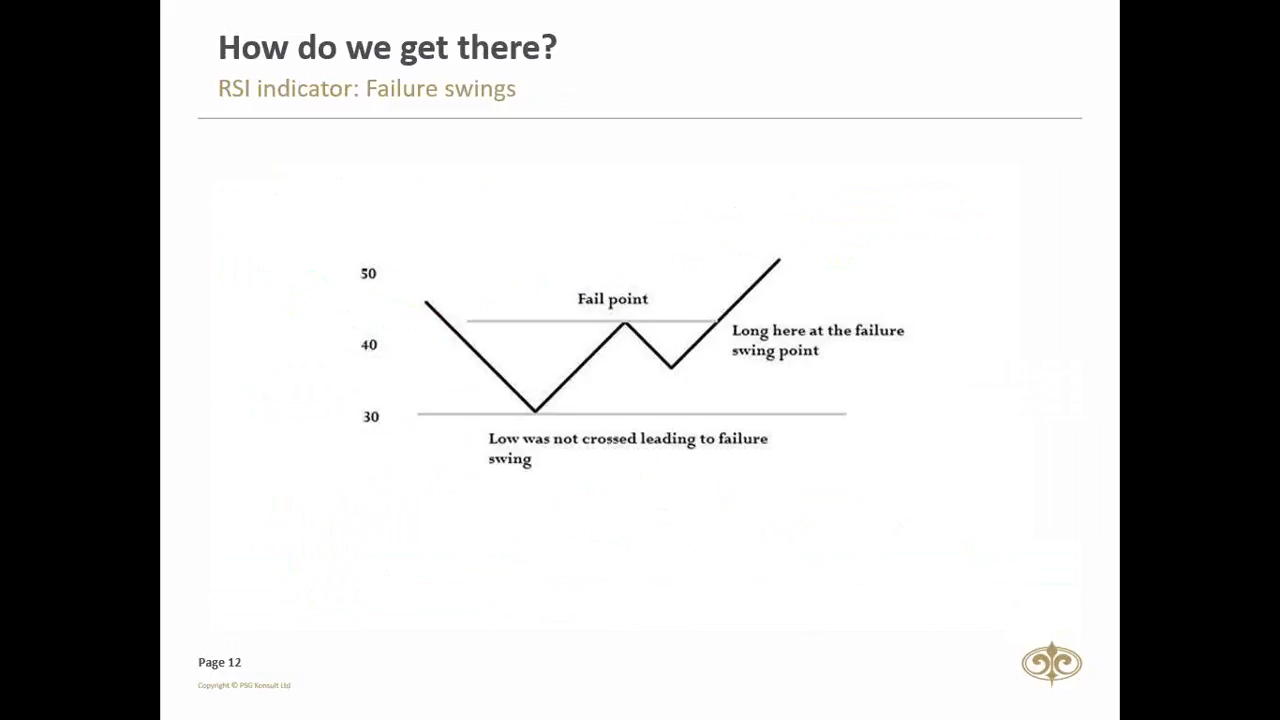 How do we get there?
RSI indicator: Failure swings
50
Fail point
Long here at the failure
swing point
40
30
Low was not crossed leading to failure
swing
Page 12
Copyright © PSG Konsult Ltd